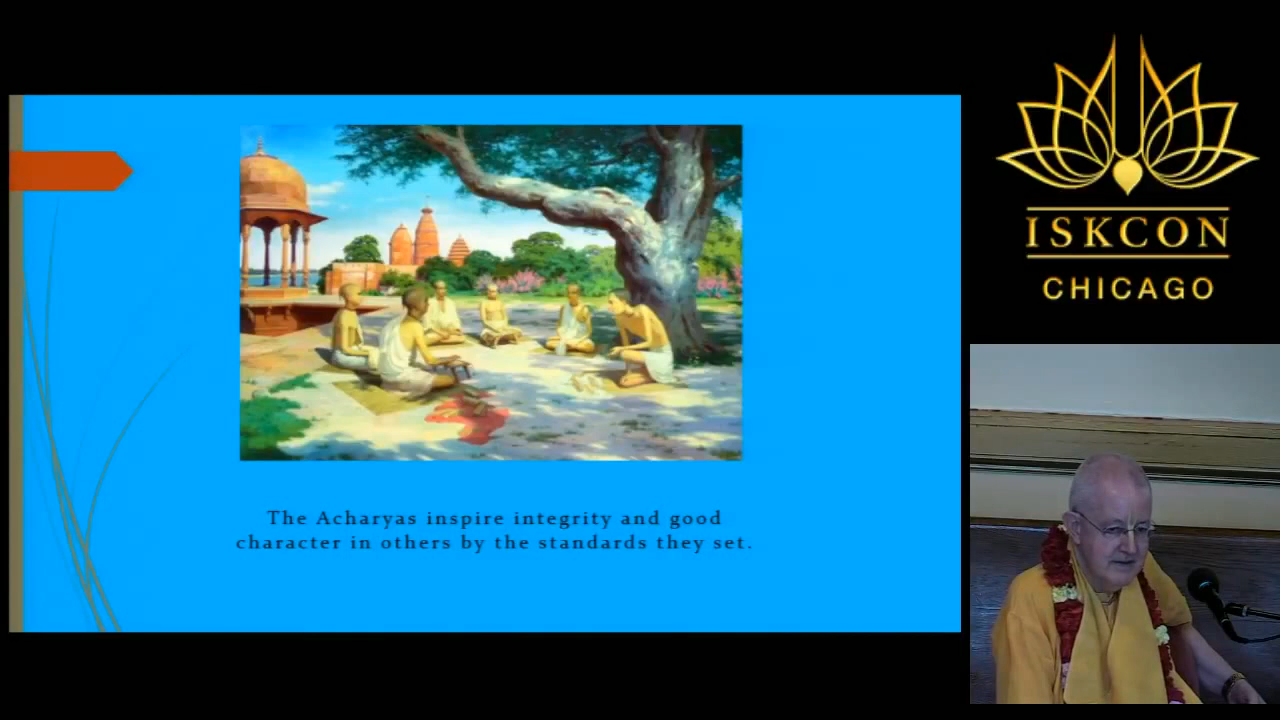 The Acharyas inspire integrity and good
character in others by the standards they set.
ISKCON
CHICAGO